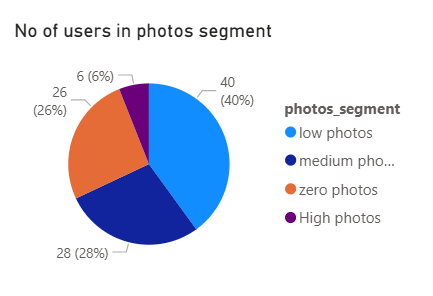 No of users in photos segment
6 (6%)
40
(40%)
26
(26%)
28 (28%)
photos_segment
low photos
medium pho...
zero photos
High photos